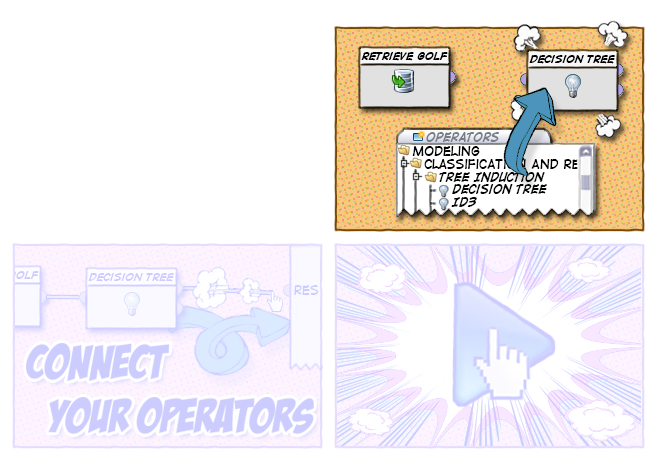 RETRIEVE GOLF
DECISION TREE
OPERATORS
MODELING
CLASSIFICATION AND RE
TREE INDUCTION
DECISION TREE
ID3
OLF
DECISION TREE
RES
CONNECT
YOUR OPERATORS